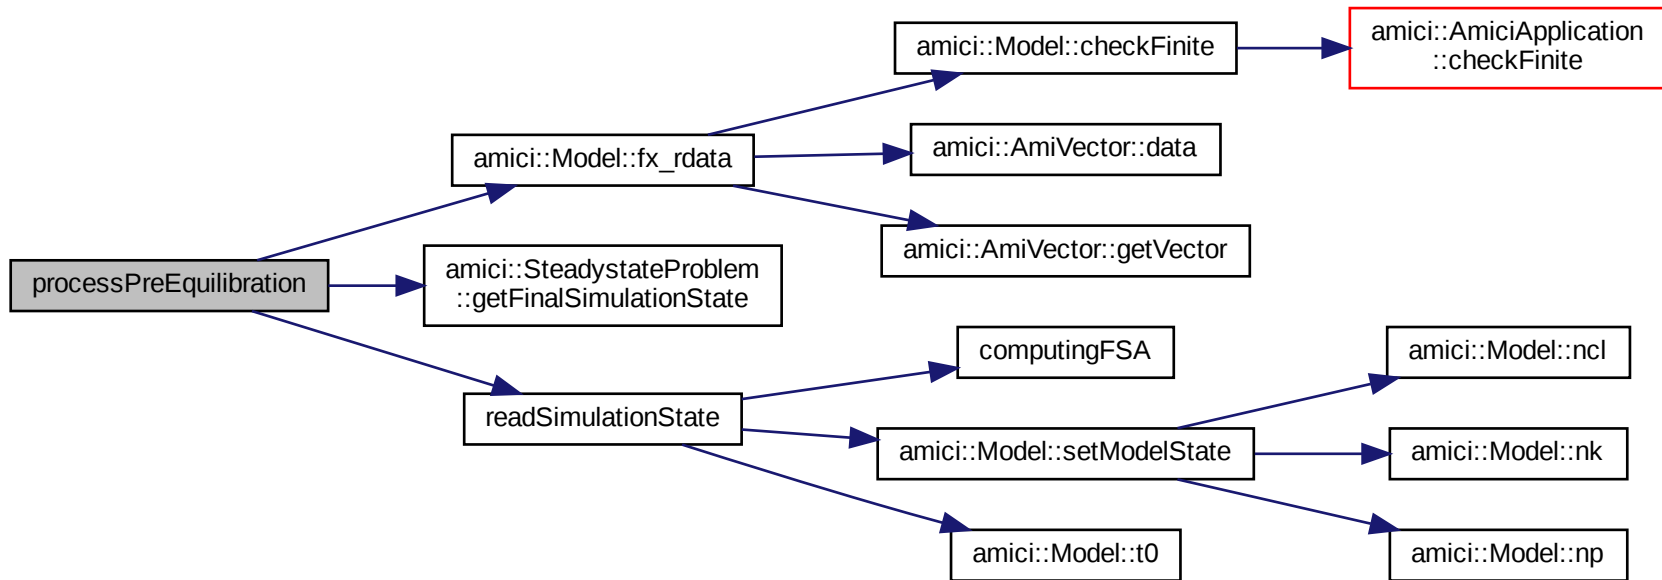 processPreEquilibration
amici::Model::fx_rdata
amici::SteadystateProblem
::getFinalSimulationState
readSimulationState
amici::Model::checkFinite
amici::AmiVector::data
amici::AmiVector::getVector
computingFSA
amici::Model::setModelState
amici::Model::t0
amici::AmiciApplication
::checkFinite
amici::Model::ncl
amici::Model::nk
amici::Model::np